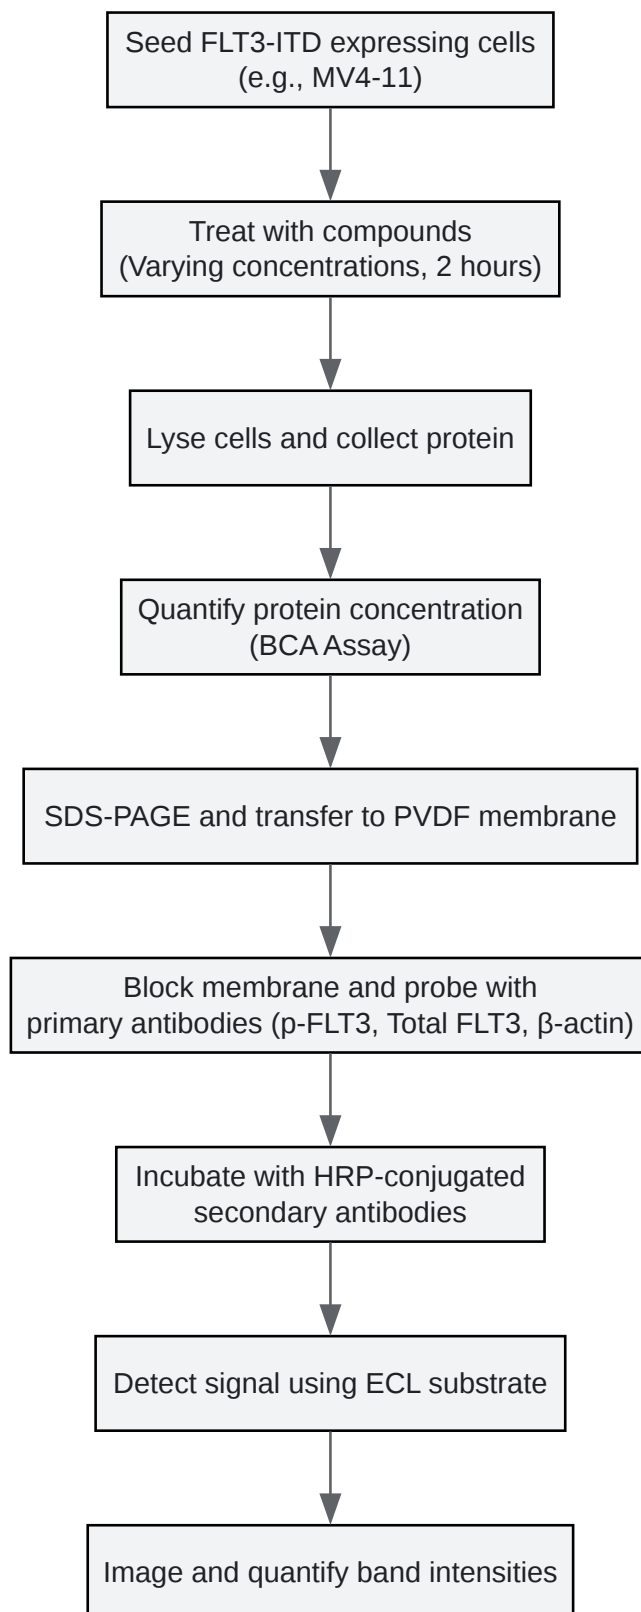 Seed FLT3-ITD expressing cells
(e.g., MV4-11)
Treat with compounds
(Varying concentrations, 2 hours)
Lyse cells and collect protein
Quantify protein concentration
(BCA Assay)
SDS-PAGE and transfer to PVDF membrane
Block membrane and probe with
primary antibodies (p-FLT3, Total FLT3, β-actin)
Incubate with HRP-conjugated
secondary antibodies
Detect signal using ECL substrate
Image and quantify band intensities